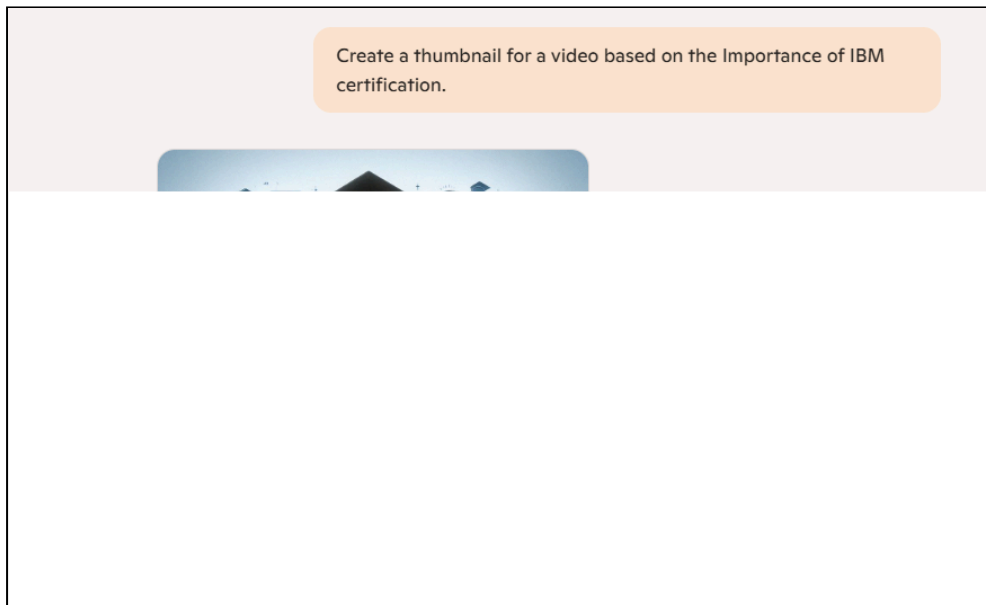 Create a thumbnail for a video based on the Importance of IBM
certification.